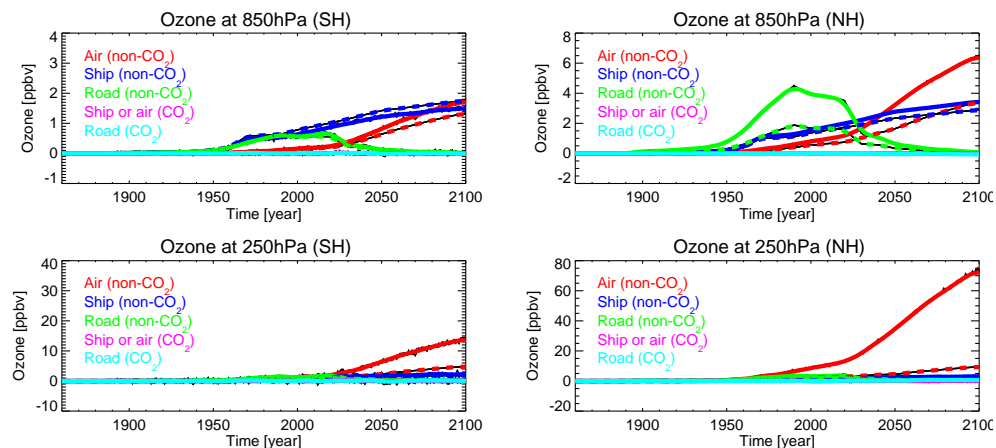 Ozone at 850hPa (SH)
4
3
2
1
0
-1
Ozone [ppbv]
Air (non-CO2)
Ship (non-CO2)
Road (non-CO2)
Ship or air (CO2)
Road (CO2)
1900 1950 2000 2050 2100
Time [year]
Ozone at 850hPa (NH)
8
6
4
2
0
-2
Ozone [ppbv]
Air (non-CO2)
Ship (non-CO2)
Road (non-CO2)
Ship or air (CO2)
Road (CO2)
1900 1950 2000 2050 2100
Time [year]
Ozone at 250hPa (SH)
40
30
20
10
0
-10
Ozone [ppbv]
Air (non-CO2)
Ship (non-CO2)
Road (non-CO2)
Ship or air (CO2)
Road (CO2)
1900 1950 2000 2050 2100
Time [year]
Ozone at 250hPa (NH)
80
60
40
20
0
-20
Ozone [ppbv]
Air (non-CO2)
Ship (non-CO2)
Road (non-CO2)
Ship or air (CO2)
Road (CO2)
1900 1950 2000 2050 2100
Time [year]